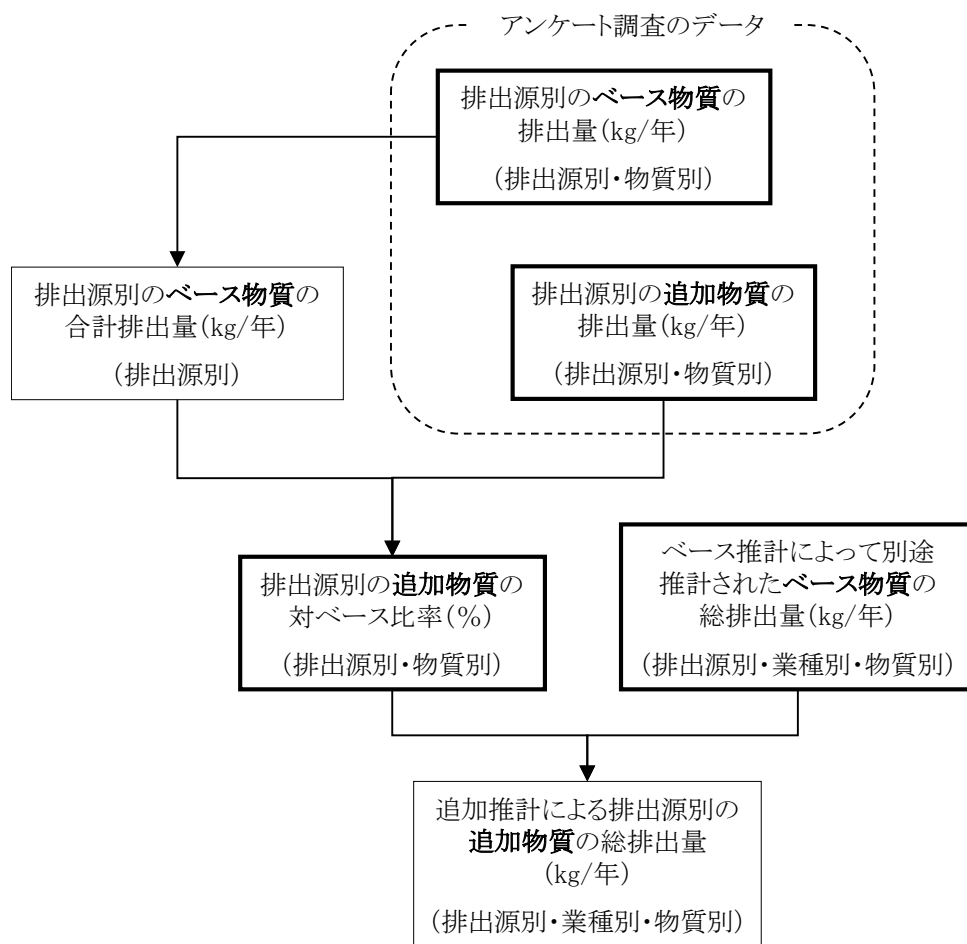 アンケート調査のデータ
排出源別のベース物質の
排出量(kg/年)
(排出源別・物質別)
排出源別のベース物質の
合計排出量(kg/年)
(排出源別)
排出源別の追加物質の
排出量(kg/年)
(排出源別・物質別)
排出源別の追加物質の
対ベース比率(%)
(排出源別・物質別)
ベース推計によって別途
推計されたベース物質の
総排出量(kg/年)
(排出源別・業種別・物質別)
追加推計による排出源別の
追加物質の総排出量
(kg/年)
(排出源別・業種別・物質別)